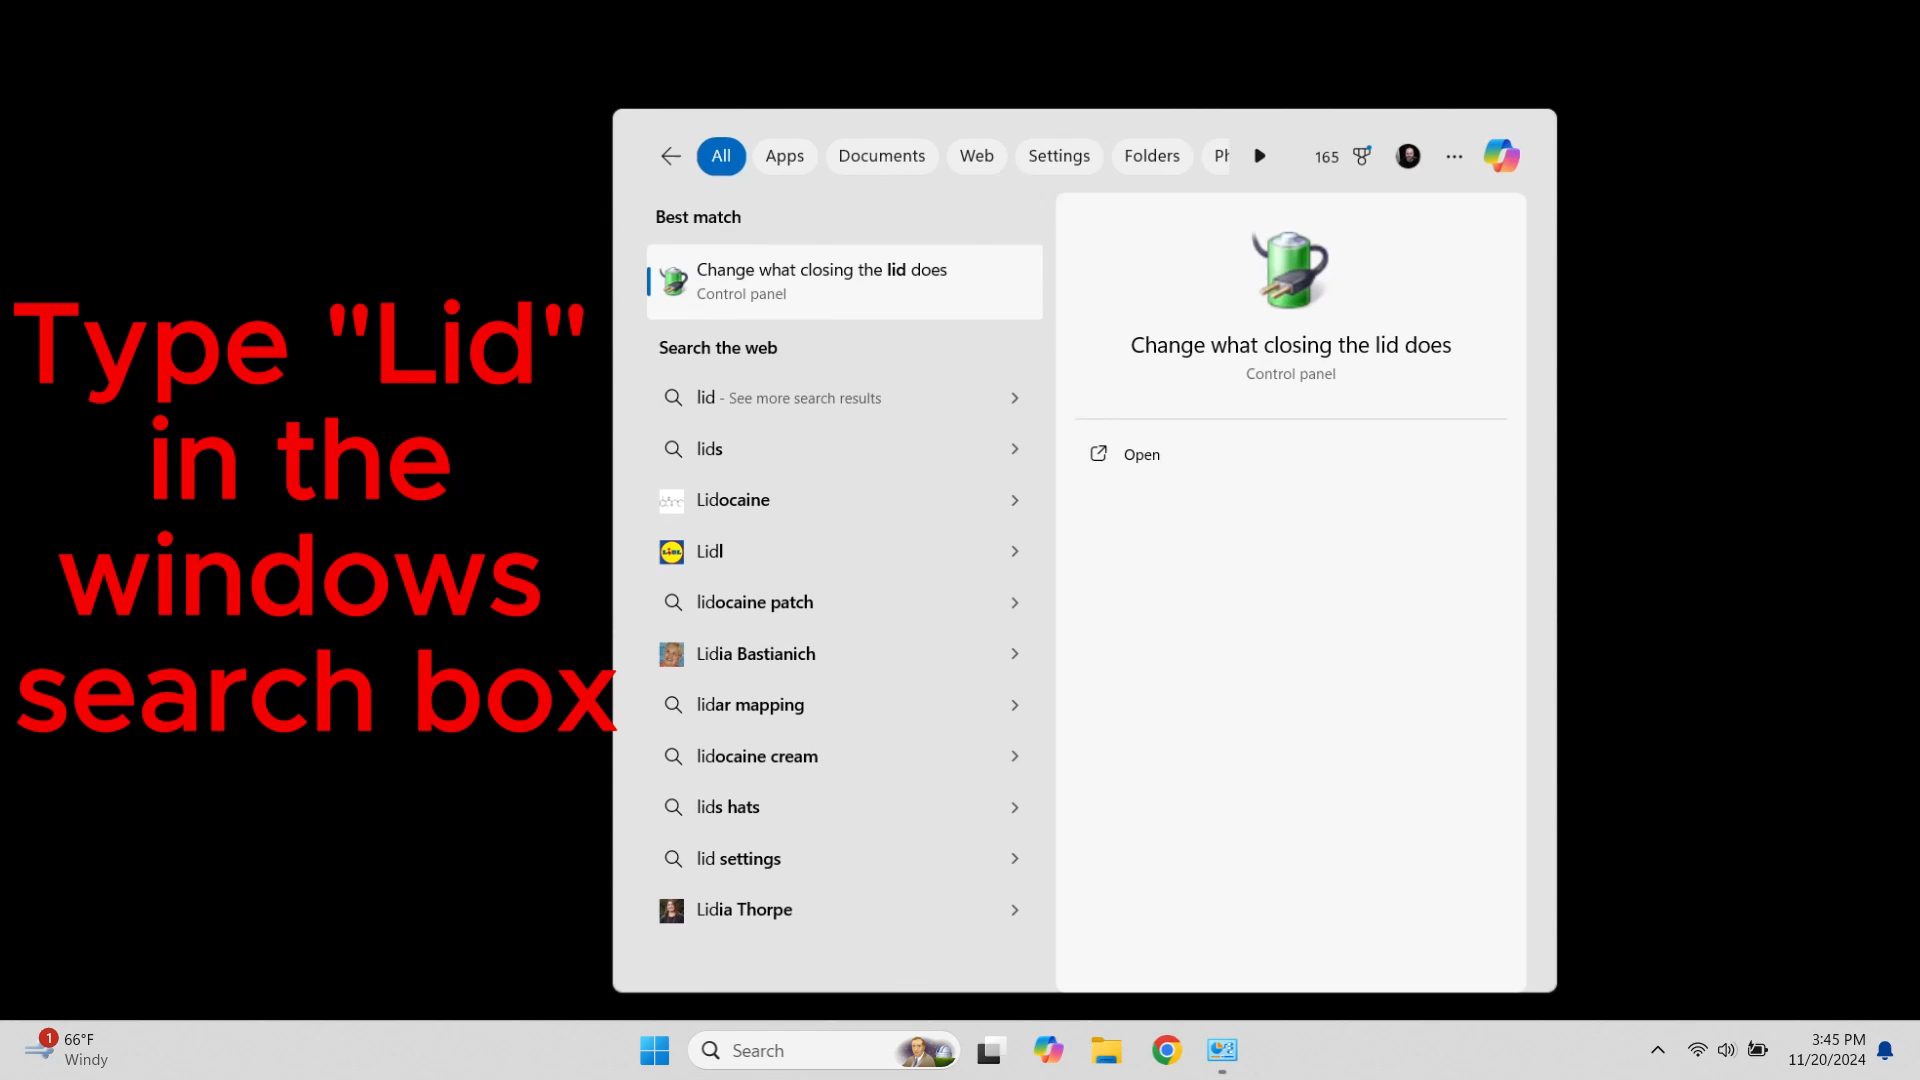 Type "Lid"
in the
windows
search box
All
Apps
Documents
Web
Settings
Folders
165
Best match
Change what closing the lid does
Control panel
Search the web
lid - See more search results
lids
Lidocaine
Lidl
lidocaine patch
Lidia Bastianich
lidar mapping
lidocaine cream
lids hats
lid settings
Lidia Thorpe
Change what closing the lid does
Control panel
Open
1
66°F
Windy
Search
3:45 PM
11/20/2024